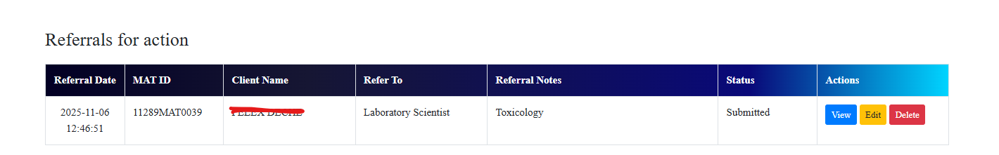 Referrals for action
Referral Date MAT ID Client Name Refer To Referral Notes Status Actions
2025-11-06 11289MAT0039 Laboratory Scientist Toxicology Submitted View Edit Delete
12:46:51